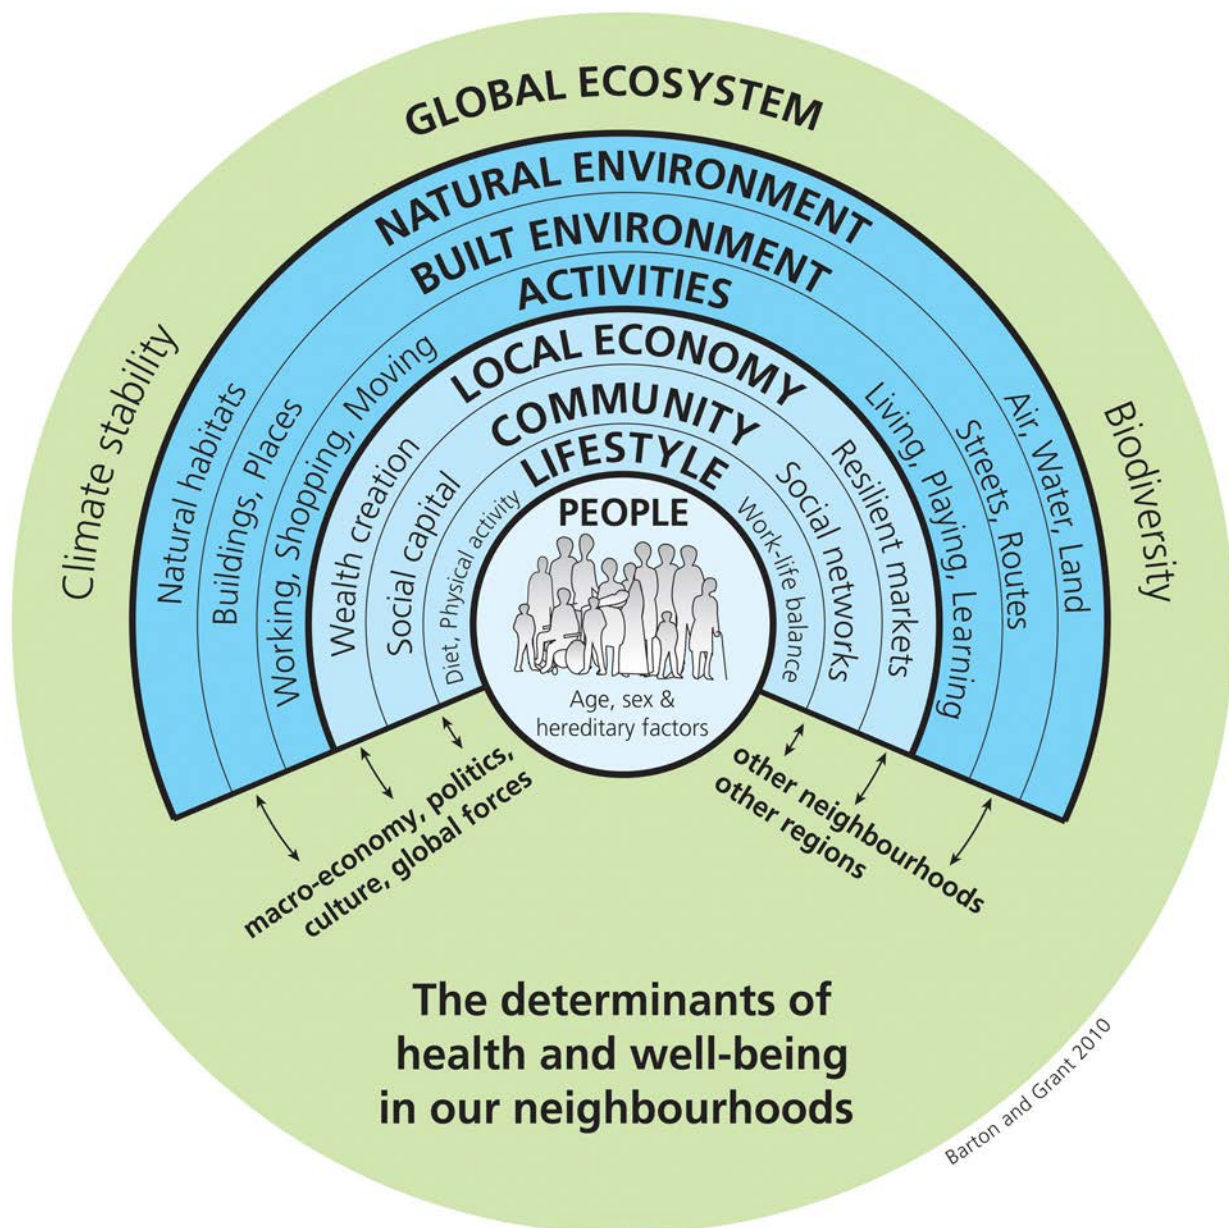 GLOBAL ECOSYSTEM
Climate stability
Biodiversity
NATURAL ENVIRONMENT
Natural habitats
Air, Water, Land
BUILT ENVIRONMENT
Buildings, Places
Streets, Routes
ACTIVITIES
Working, Shopping, Moving
Living, Playing, Learning
LOCAL ECONOMY
Wealth creation
Resilient markets
COMMUNITY
Social capital
Social networks
LIFESTYLE
Diet, Physical activity
Work-life balance
PEOPLE
Age, sex &
hereditary factors
macro-economy, politics,
culture, global forces
other neighbourhoods
other regions
The determinants of
health and well-being
in our neighbourhoods
Barton and Grant 2010